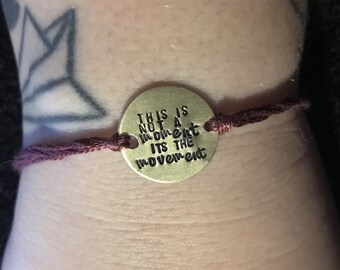 THIS IS
NOT A
moment
ITS THE
movement